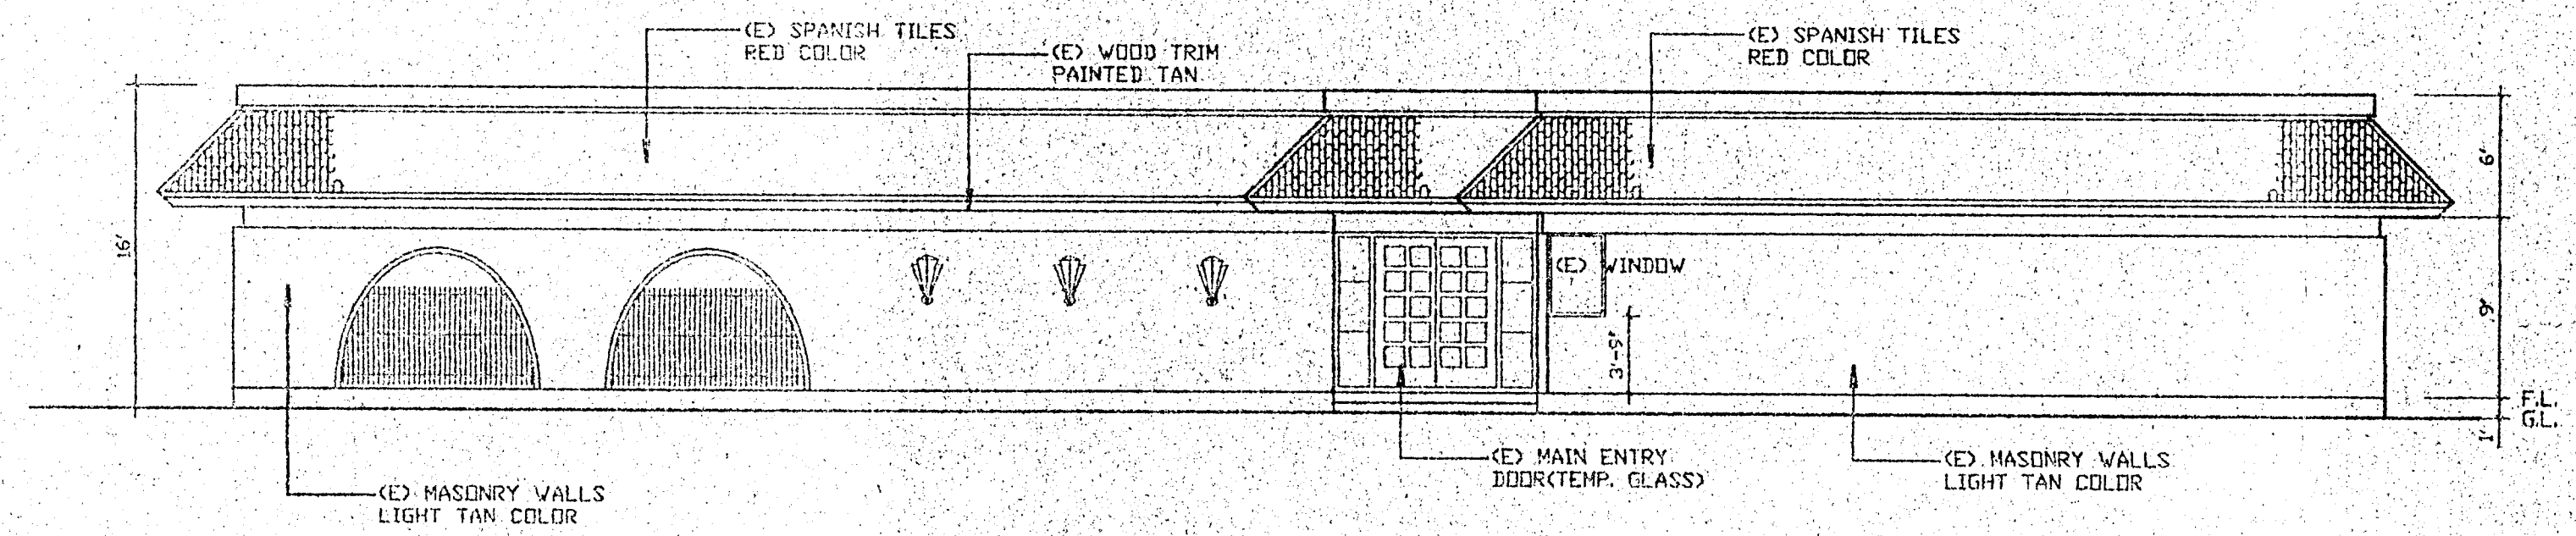 (E) SPANISH TILES
RED COLOR
(E) WOOD TRIM
PAINTED TAN
(E) SPANISH TILES
RED COLOR
16'
6'
(E) WINDOW
9'
3'-9"
F.L.
G.L.
1'
(E) MAIN ENTRY
DOOR(TEMP. GLASS)
(E) MASONRY WALLS
LIGHT TAN COLOR
(E) MASONRY WALLS
LIGHT TAN COLOR